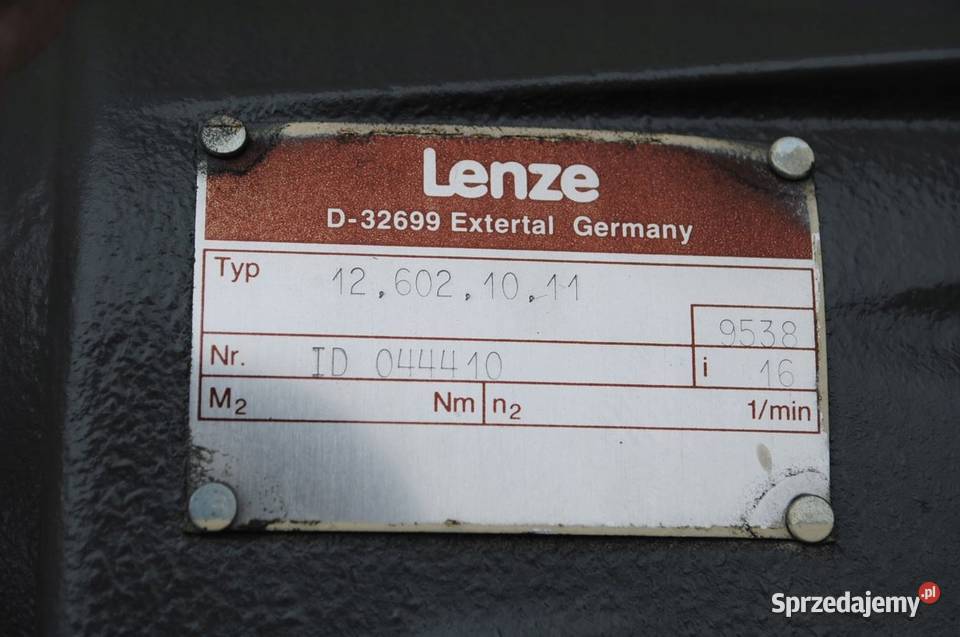 Lenze
D-32699 Extertal Germany
Typ 12.602.10.11
9538
Nr. ID 044410 i 16
M2 Nm n2 1/min
Sprzedajemy.pl